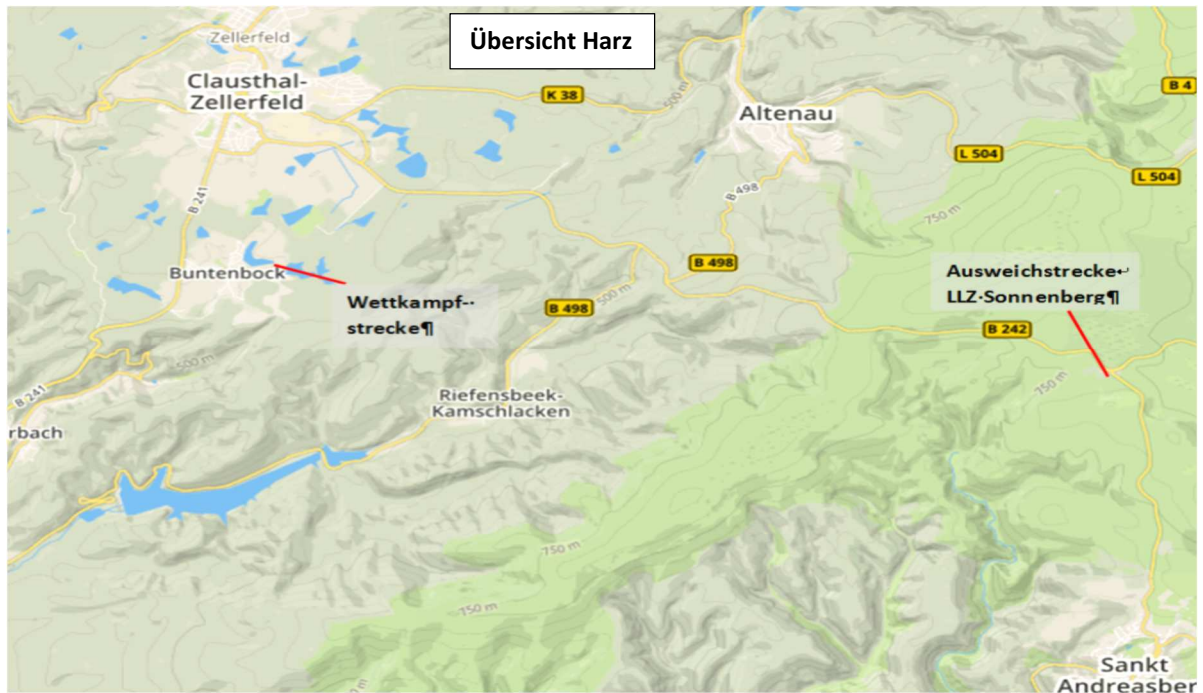 Übersicht Harz
Zellerfeld
Clausthal-
Zellerfeld
K 38
500 m
Altenau
B 4
L 504
L 504
B 241
B 498
750 m
Buntenbock
B 498
Ausweichstrecke↵
LLZ·Sonnenberg¶
Wettkampf-·
strecke¶
B 498
500 m
B 242
500 m
750 m
B 241
Riefensbeek-
Kamschlacken
rbach
750 m
750 m
0 m
Sankt
Andreasber